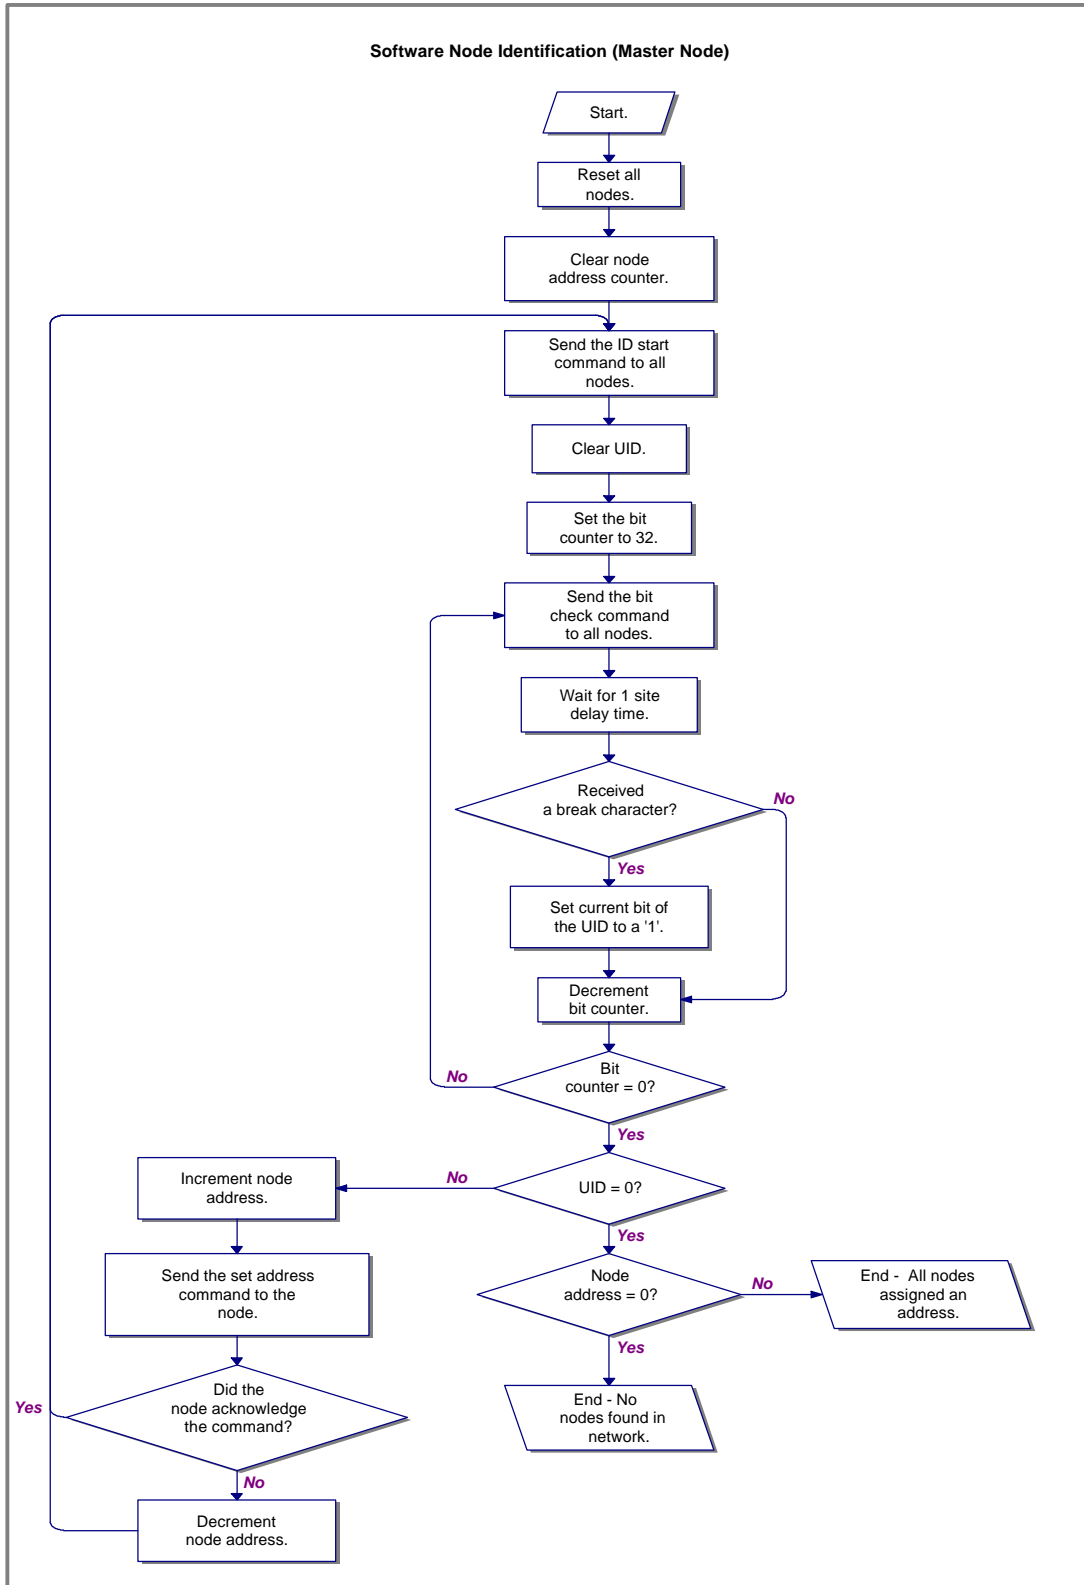 Software Node Identification (Master Node)
Start.
Reset all
nodes.
Clear node
address counter.
Send the ID start
command to all
nodes.
Clear UID.
Set the bit
counter to 32.
Send the bit
check command
to all nodes.
Wait for 1 site
delay time.
Received
a break character?
No
Yes
Set current bit of
the UID to a '1'.
Decrement
bit counter.
Bit
counter = 0?
No
Yes
UID = 0?
No
Yes
Increment node
address.
Send the set address
command to the
node.
Node
address = 0?
No
End -  All nodes
assigned an
address.
Yes
End - No
nodes found in
network.
Did the
node acknowledge
the command?
Yes
No
Decrement
node address.